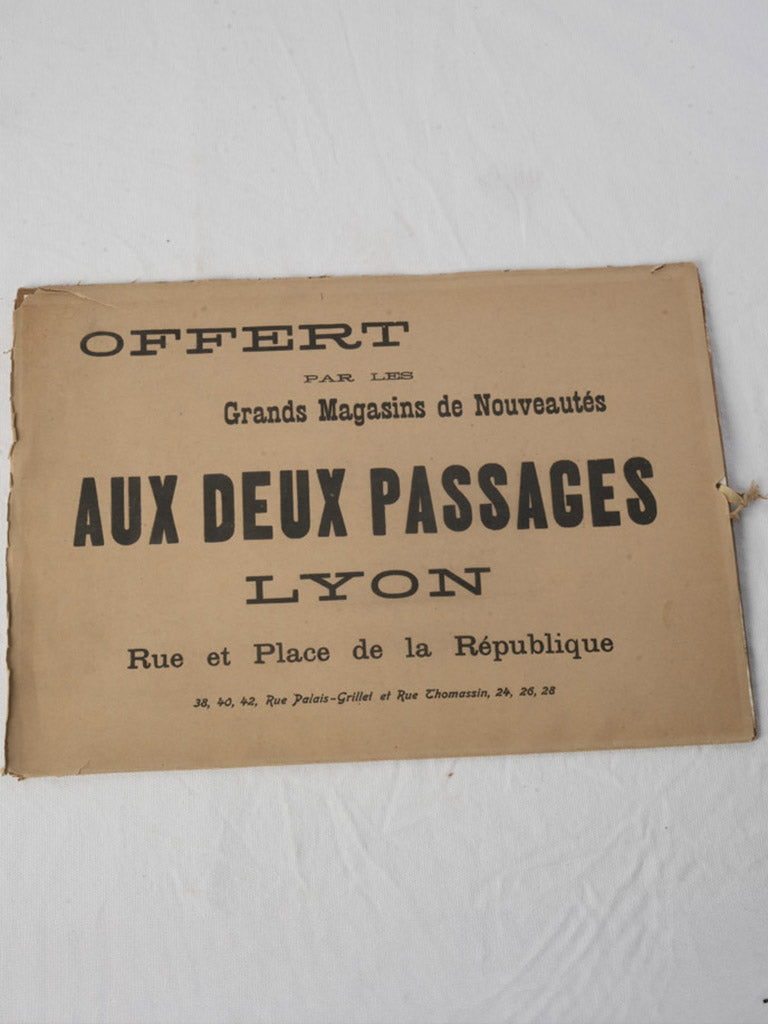 OFFERT
PAR LES
Grands Magasins de Nouveautés
AUX DEUX PASSAGES
LYON
Rue et Place de la République
38, 40, 42, Rue Palais-Grillet et Rue Thomassin, 24, 26, 28